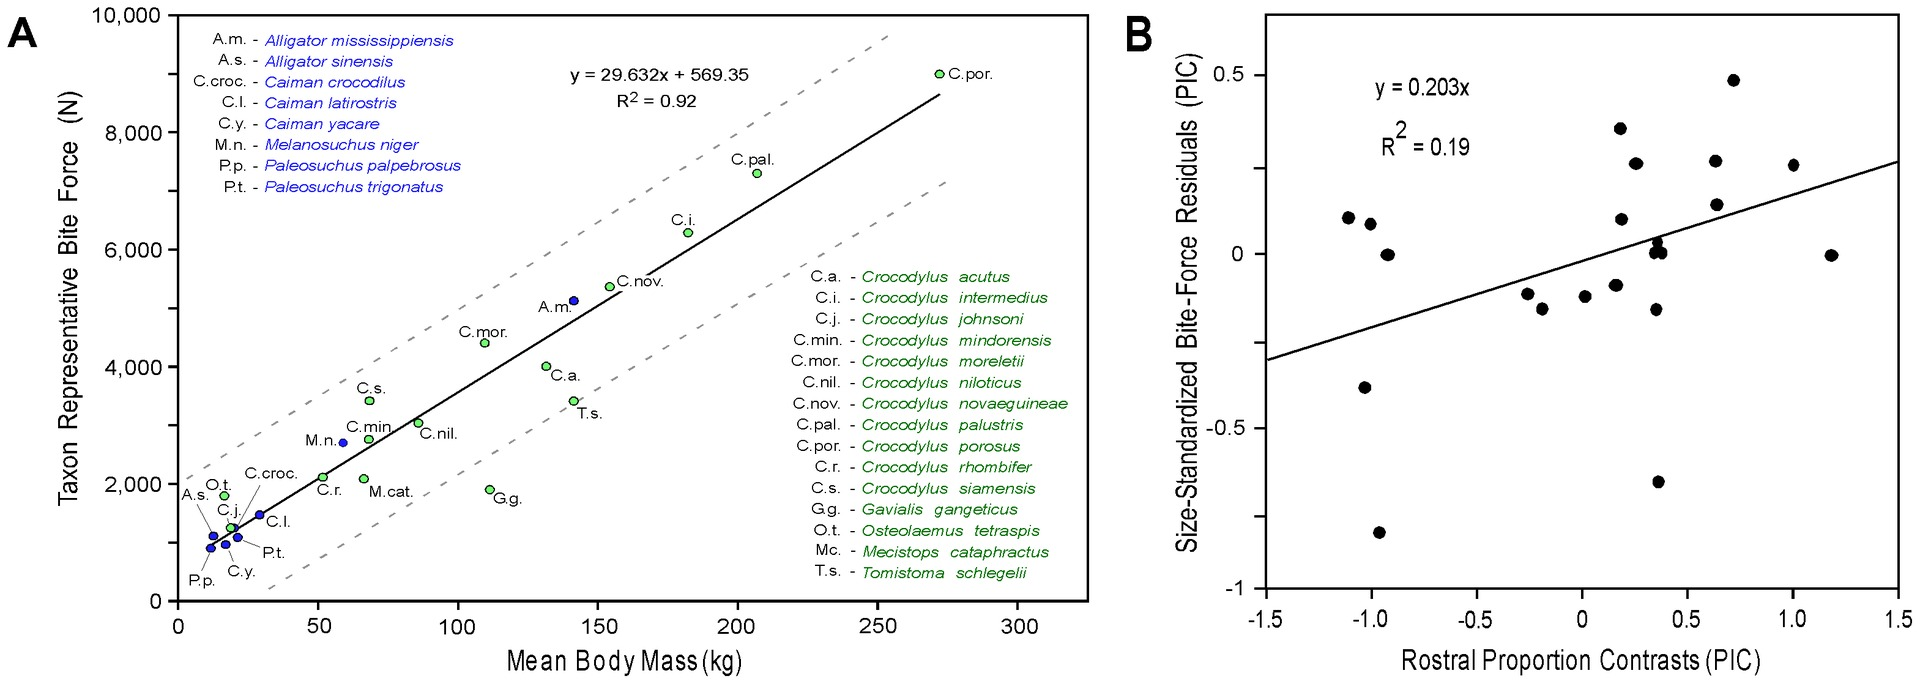 A
10,000
8,000
6,000
4,000
2,000
0
Taxon Representative Bite Force (N)
A.m. - Alligator mississippiensis
A.s. - Alligator sinensis
C.croc. - Caiman crocodilus
C.l. - Caiman latirostris
C.y. - Caiman yacare
M.n. - Melanosuchus niger
P.p. - Paleosuchus palpebrosus
P.t. - Paleosuchus trigonatus
y = 29.632x + 569.35
R2 = 0.92
C.por.
C.pal.
C.i.
C.nov.
A.m.
C.mor.
C.a.
C.s.
T.s.
C.min.
M.n.
C.nil.
C.croc.
C.r.
M.cat.
G.g.
O.t.
A.s.
C.j.
C.l.
P.t.
C.y.
P.p.
C.a. - Crocodylus acutus
C.i. - Crocodylus intermedius
C.j. - Crocodylus johnsoni
C.min. - Crocodylus mindorensis
C.mor. - Crocodylus moreletii
C.nil. - Crocodylus niloticus
C.nov. - Crocodylus novaeguineae
C.pal. - Crocodylus palustris
C.por. - Crocodylus porosus
C.r. - Crocodylus rhombifer
C.s. - Crocodylus siamensis
G.g. - Gavialis gangeticus
O.t. - Osteolaemus tetraspis
Mc. - Mecistops cataphractus
T.s. - Tomistoma schlegelii
0 50 100 150 200 250 300
Mean Body Mass (kg)
B
0.5
0
-0.5
-1
Size-Standardized Bite-Force Residuals (PIC)
y = 0.203x
R2 = 0.19
-1.5 -1.0 -0.5 0 0.5 1.0 1.5
Rostral Proportion Contrasts (PIC)